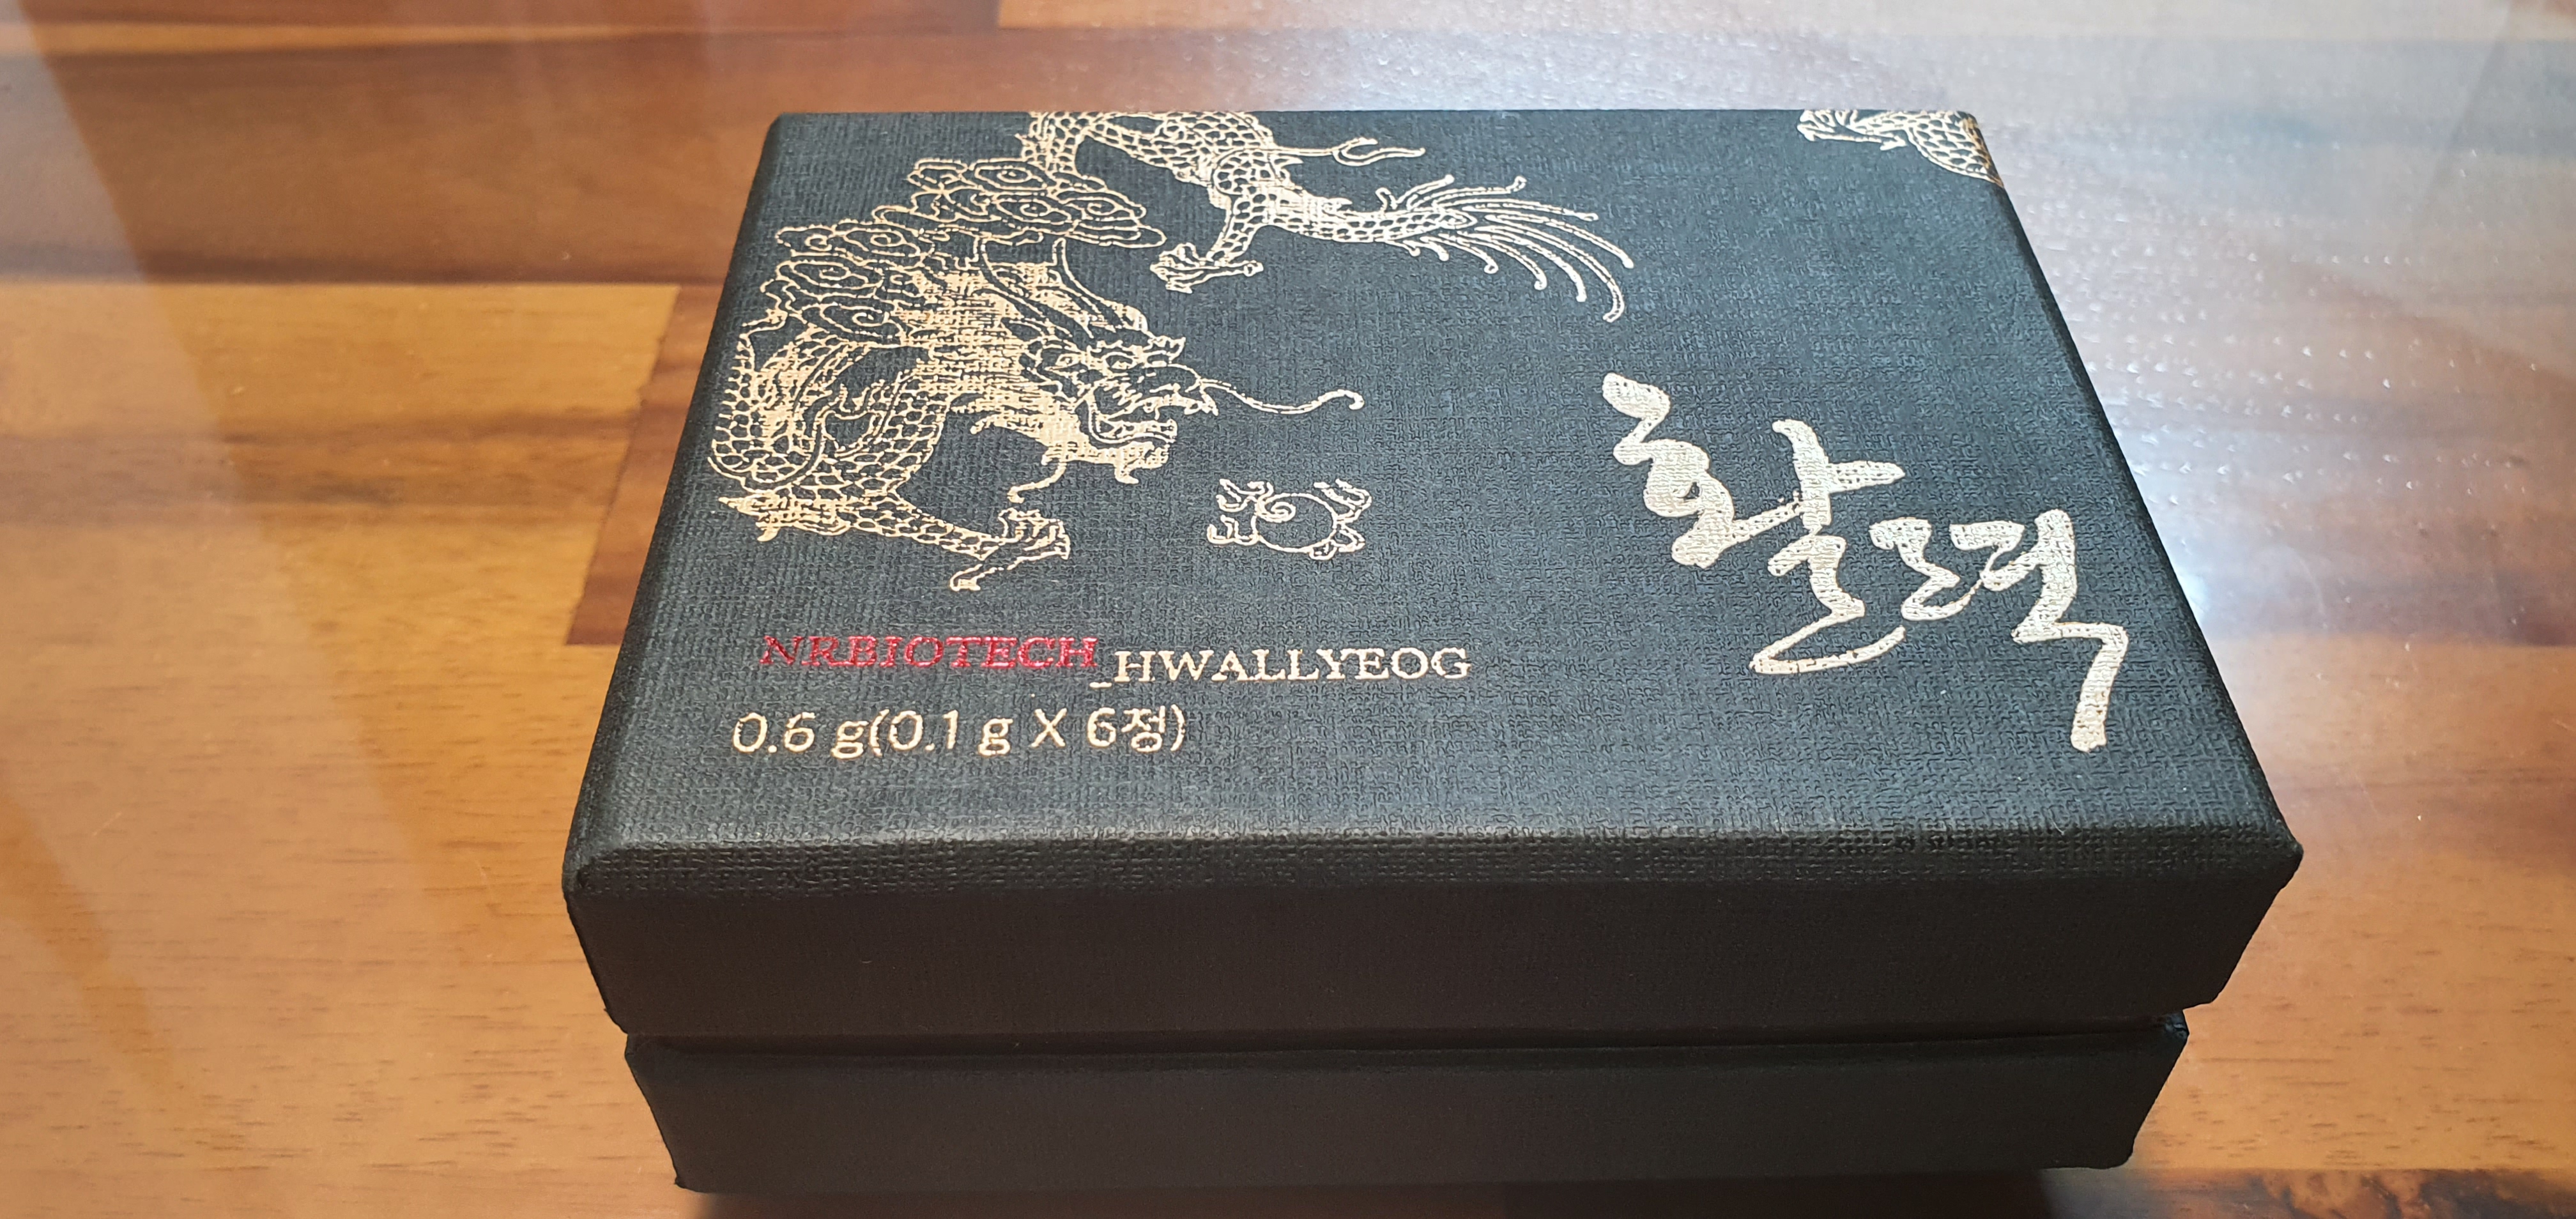 활력
NRBIOTECH_HWALLYEOG
0.6 g(0.1 g X 6정)